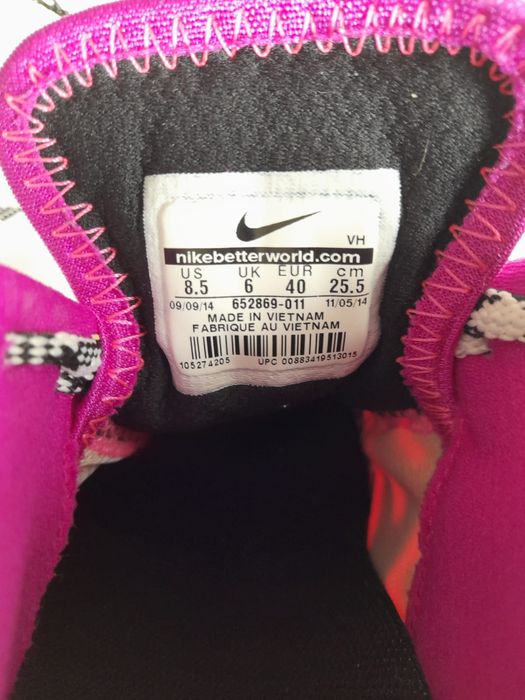 VH
nikebetterworld.com
US UK EUR cm
8.5 6 40 25.5
09/09/14 652869-011 11/05/14
MADE IN VIETNAM
FABRIQUE AU VIETNAM
105274205 UPC 00883419513015